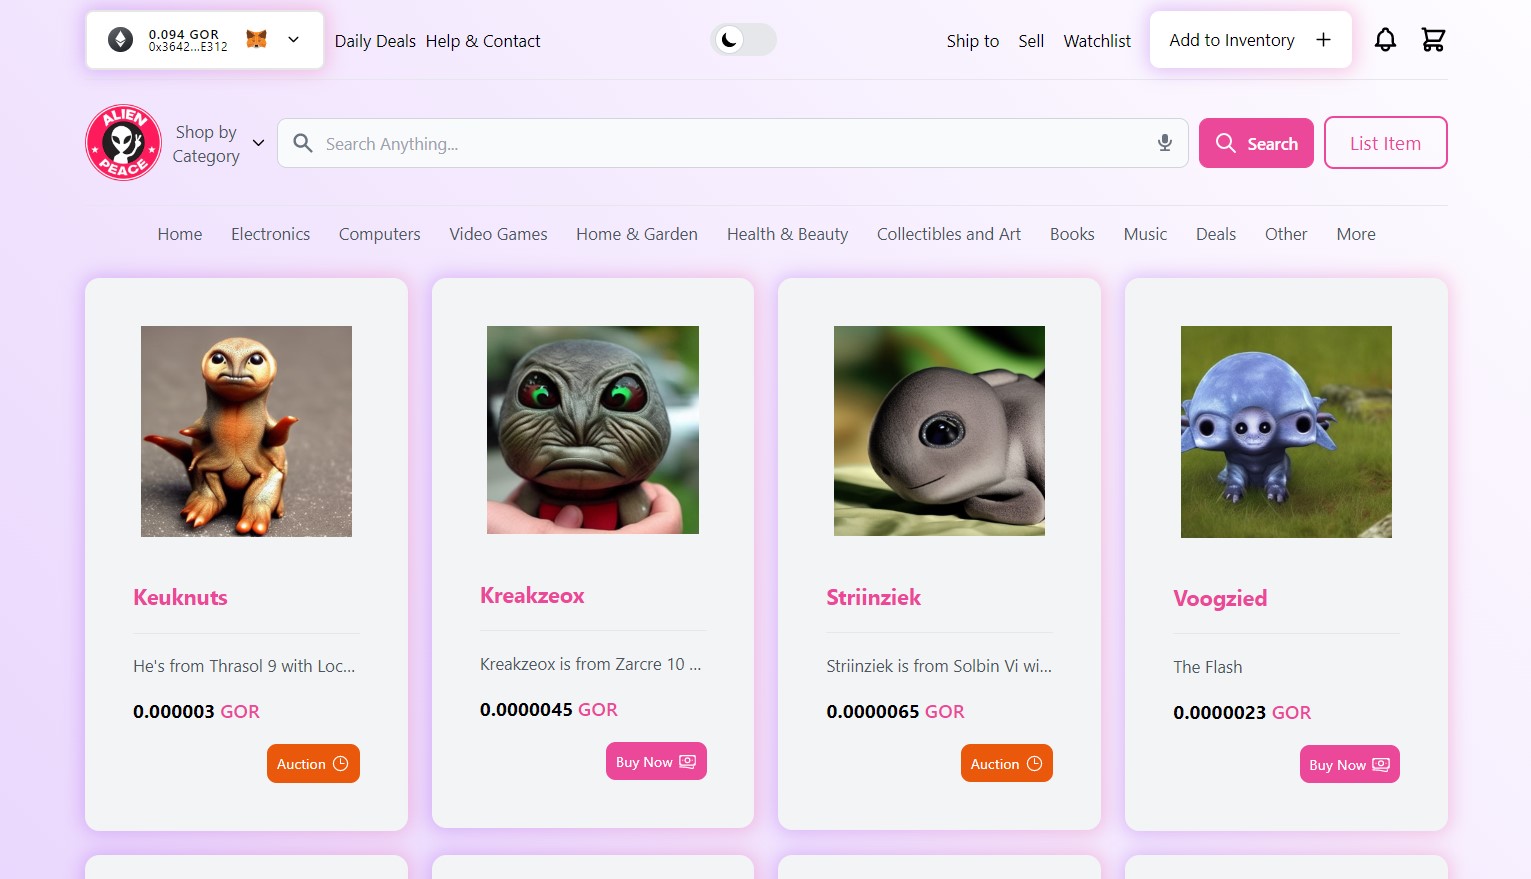 0.094 GOR
0x3642...E312
Daily Deals Help & Contact
Ship to Sell Watchlist
Add to Inventory
ALIEN
PEACE
Shop by
Category
Search Anything...
Search
List Item
Home Electronics Computers Video Games Home & Garden Health & Beauty Collectibles and Art Books Music Deals Other More
Keuknuts
He's from Thrasol 9 with Loc...
0.000003 GOR
Auction
Kreakzeox
Kreakzeox is from Zarcre 10 ...
0.0000045 GOR
Buy Now
Striinziek
Striinziek is from Solbin Vi wi...
0.0000065 GOR
Auction
Voogzied
The Flash
0.0000023 GOR
Buy Now